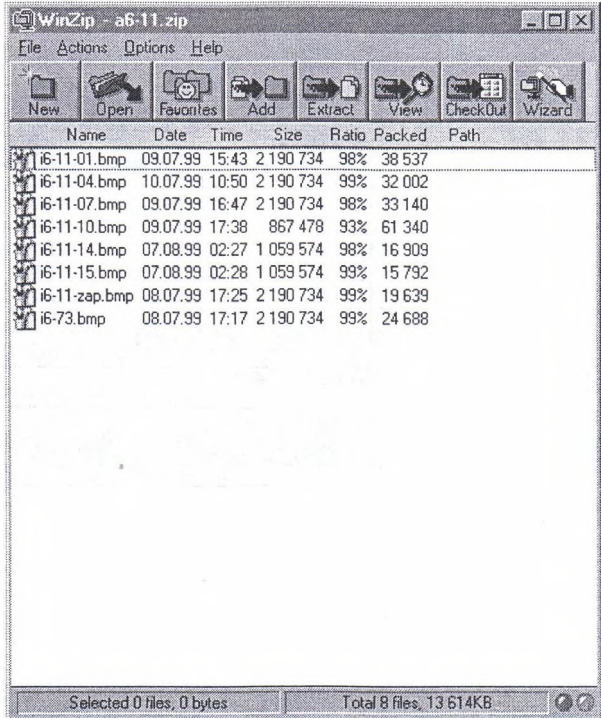 WinZip - a6-11.zip
File Actions Options Help
New Open Favorites Add Extract View CheckOut Wizard
Name Date Time Size Ratio Packed Path
i6-11-01.bmp 09.07.99 15:43 2 190 734 98% 38 537
i6-11-04.bmp 10.07.99 10:50 2 190 734 99% 32 002
i6-11-07.bmp 09.07.99 16:47 2 190 734 98% 33 140
i6-11-10.bmp 09.07.99 17:38 867 478 93% 61 340
i6-11-14.bmp 07.08.99 02:27 1 059 574 98% 16 909
i6-11-15.bmp 07.08.99 02:28 1 059 574 99% 15 792
i6-11-zap.bmp 08.07.99 17:25 2 190 734 99% 19 639
i6-73.bmp 08.07.99 17:17 2 190 734 99% 24 688
Selected 0 files, 0 bytes Total 8 files, 13 614KB